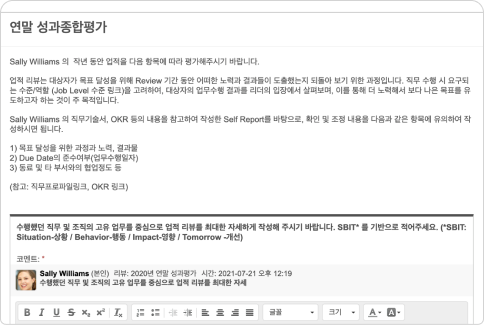 연말 성과종합평가
Sally Williams 의 작년 동안 업적을 다음 항목에 따라 평가해주시기 바랍니다.
업적 리뷰는 대상자가 목표 달성을 위해 Review 기간 동안 어떠한 노력과 결과들이 도출했는지 되돌아 보기 위한 과정입니다. 직무 수행 시 요구되
는 수준/역할 (Job Level 수준 링크)을 고려하여, 대상자의 업무수행 결과를 리더의 입장에서 살펴보며, 이를 통해 더 노력해서 보다 나은 목표를 유
도하고자 하는 것이 주 목적입니다.
Sally Williams 의 직무기술서, OKR 등의 내용을 참고하여 작성한 Self Report를 바탕으로, 확인 및 조정 내용을 다음과 같은 항목에 유의하여 작
성하시면 됩니다.
1) 목표 달성을 위한 과정과 노력, 결과물
2) Due Date의 준수여부(업무수행일자)
3) 동료 및 타 부서와의 협업정도 등
(참고: 직무프로파일링크, OKR 링크)
수행했던 직무 및 조직의 고유 업무를 중심으로 업적 리뷰를 최대한 자세하게 작성해 주시기 바랍니다. SBIT* 를 기반으로 적어주세요. (*SBIT:
Situation-상황 / Behavior-행동 / Impact-영향 / Tomorrow -개선)
코멘트: *
Sally Williams (본인) 리뷰: 2020년 연말 성과평가 시간: 2021-07-21 오후 12:19
수행했던 직무 및 조직의 고유 업무를 중심으로 업적 리뷰를 최대한 자세
B I U S x₂ x² Ix 글꼴 크기 A A